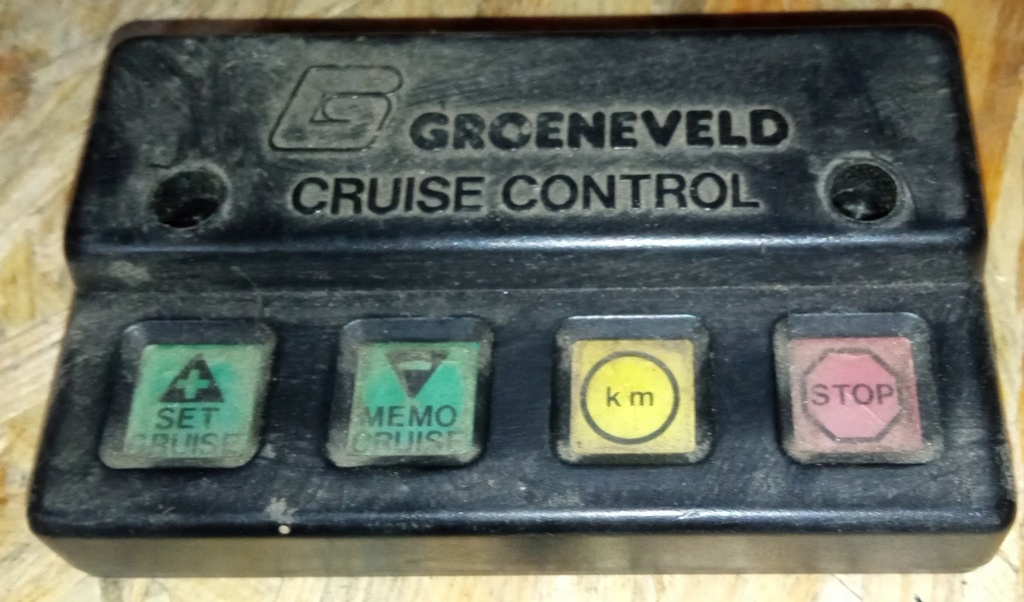 GROENEVELD
CRUISE CONTROL
+
SET
CRUISE
-
MEMO
CRUISE
km
STOP